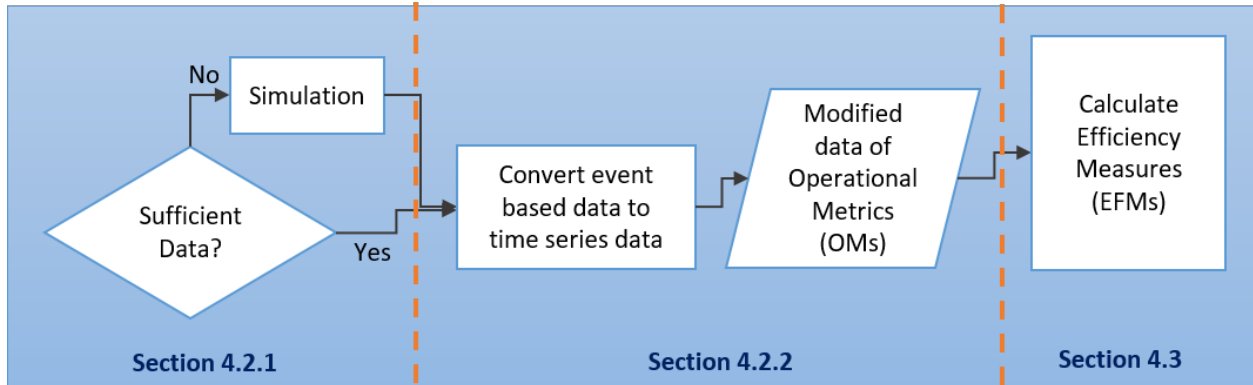 No
Simulation
Sufficient
Data?
Yes
Convert event
based data to
time series data
Modified
data of
Operational
Metrics
(OMs)
Calculate
Efficiency
Measures
(EFMs)
Section 4.2.1
Section 4.2.2
Section 4.3